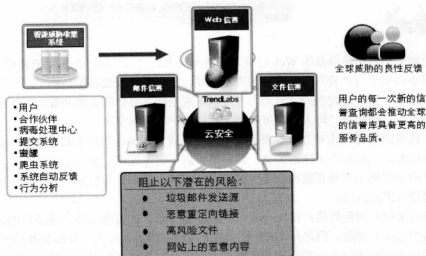 智能威胁收集
系统
Web 信誉
邮件信誉
文件信誉
TrendLabs
云安全
• 用户
• 合作伙伴
• 病毒处理中心
• 提交系统
• 蜜罐
• 爬虫系统
• 系统自动反馈
• 行为分析
阻止以下潜在的风险：
● 垃圾邮件发送源
● 恶意重定向链接
● 高风险文件
● 网站上的恶意内容
全球威胁的良性反馈
用户的每一次新的信
誉查询都会推动全球
的信誉库具备更高的
服务品质。